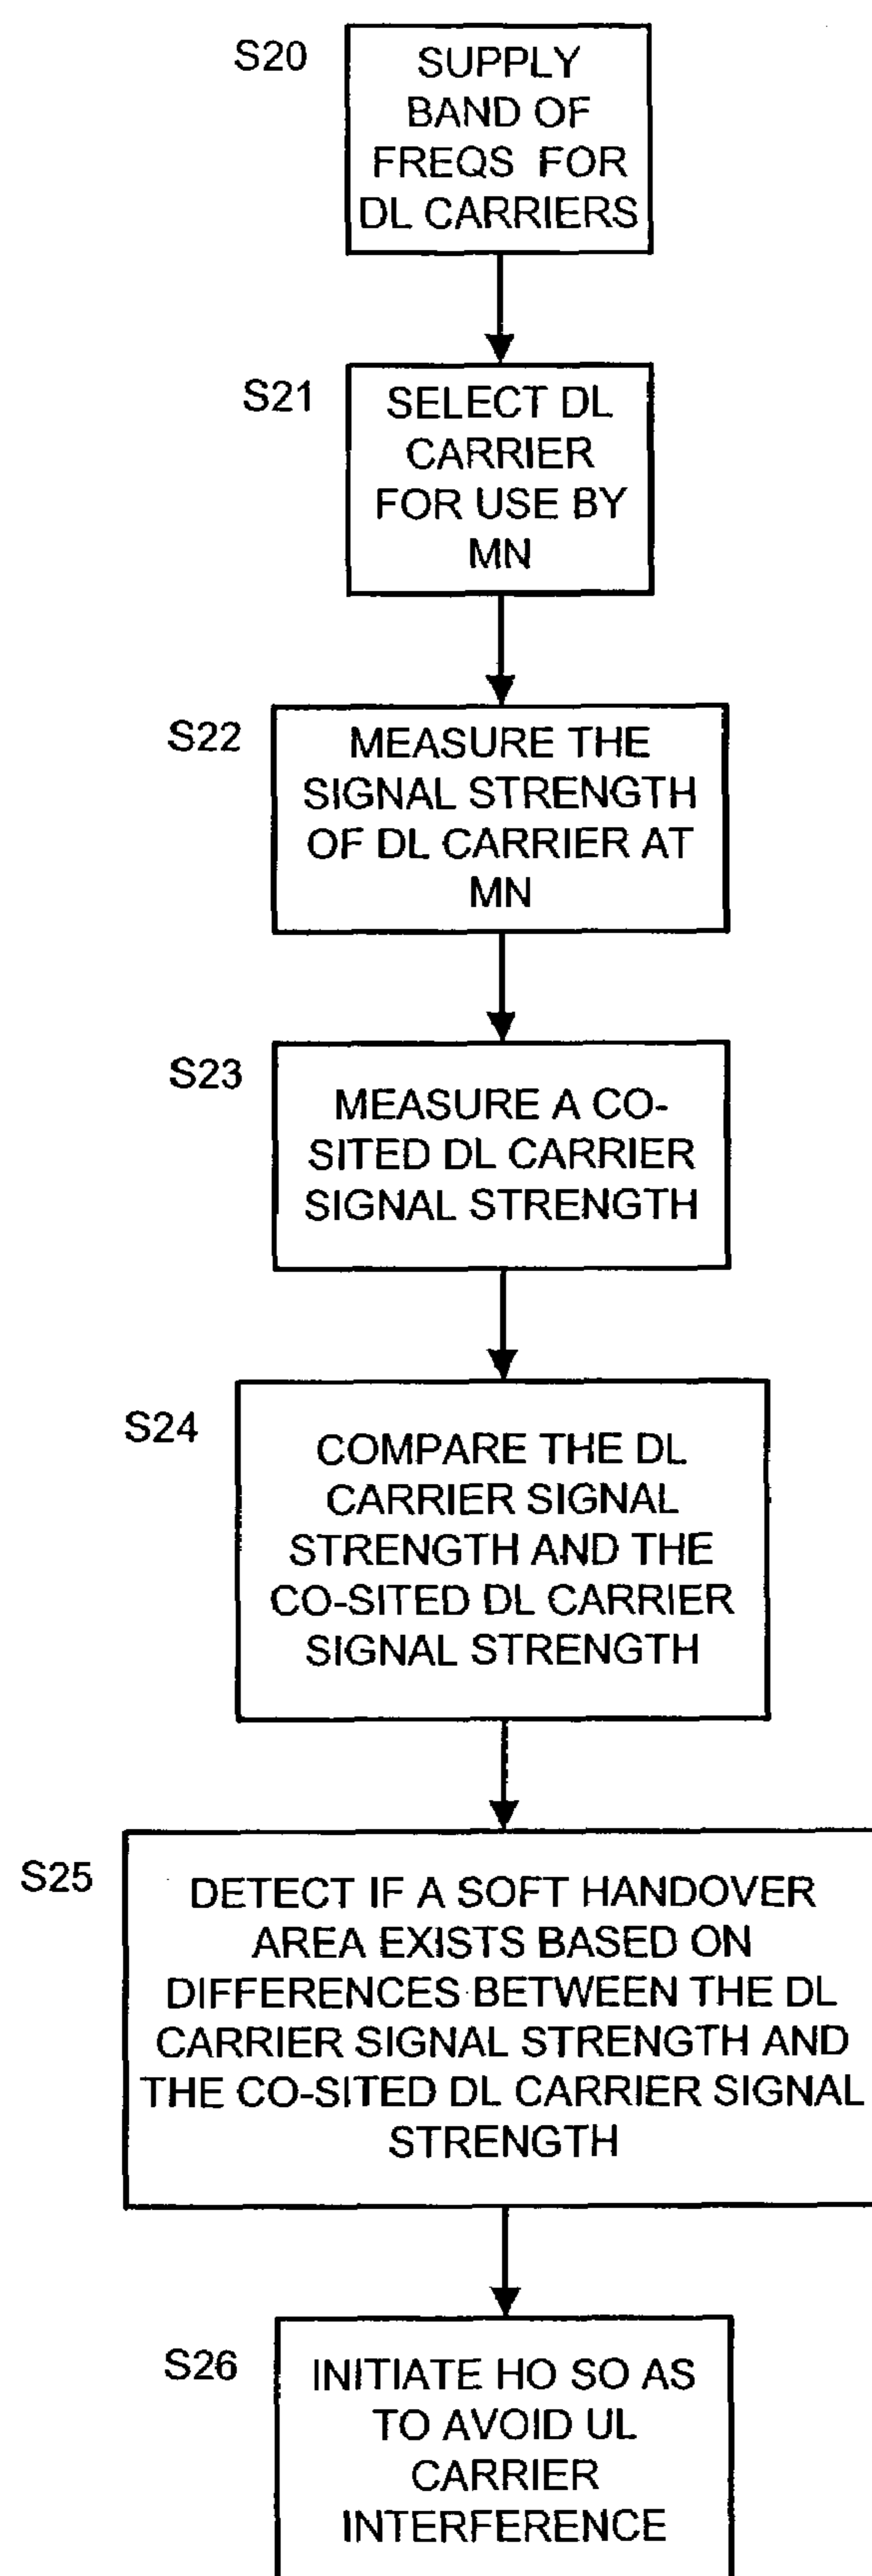 S20
SUPPLY
BAND OF
FREQS FOR
DL CARRIERS
S21
SELECT DL
CARRIER
FOR USE BY
MN
S22
MEASURE THE
SIGNAL STRENGTH
OF DL CARRIER AT
MN
S23
MEASURE A CO-
SITED DL CARRIER
SIGNAL STRENGTH
S24
COMPARE THE DL
CARRIER SIGNAL
STRENGTH AND THE
CO-SITED DL CARRIER
SIGNAL STRENGTH
S25
DETECT IF A SOFT HANDOVER
AREA EXISTS BASED ON
DIFFERENCES BETWEEN THE DL
CARRIER SIGNAL STRENGTH AND
THE CO-SITED DL CARRIER SIGNAL
STRENGTH
S26
INITIATE HO SO AS
TO AVOID UL
CARRIER
INTERFERENCE